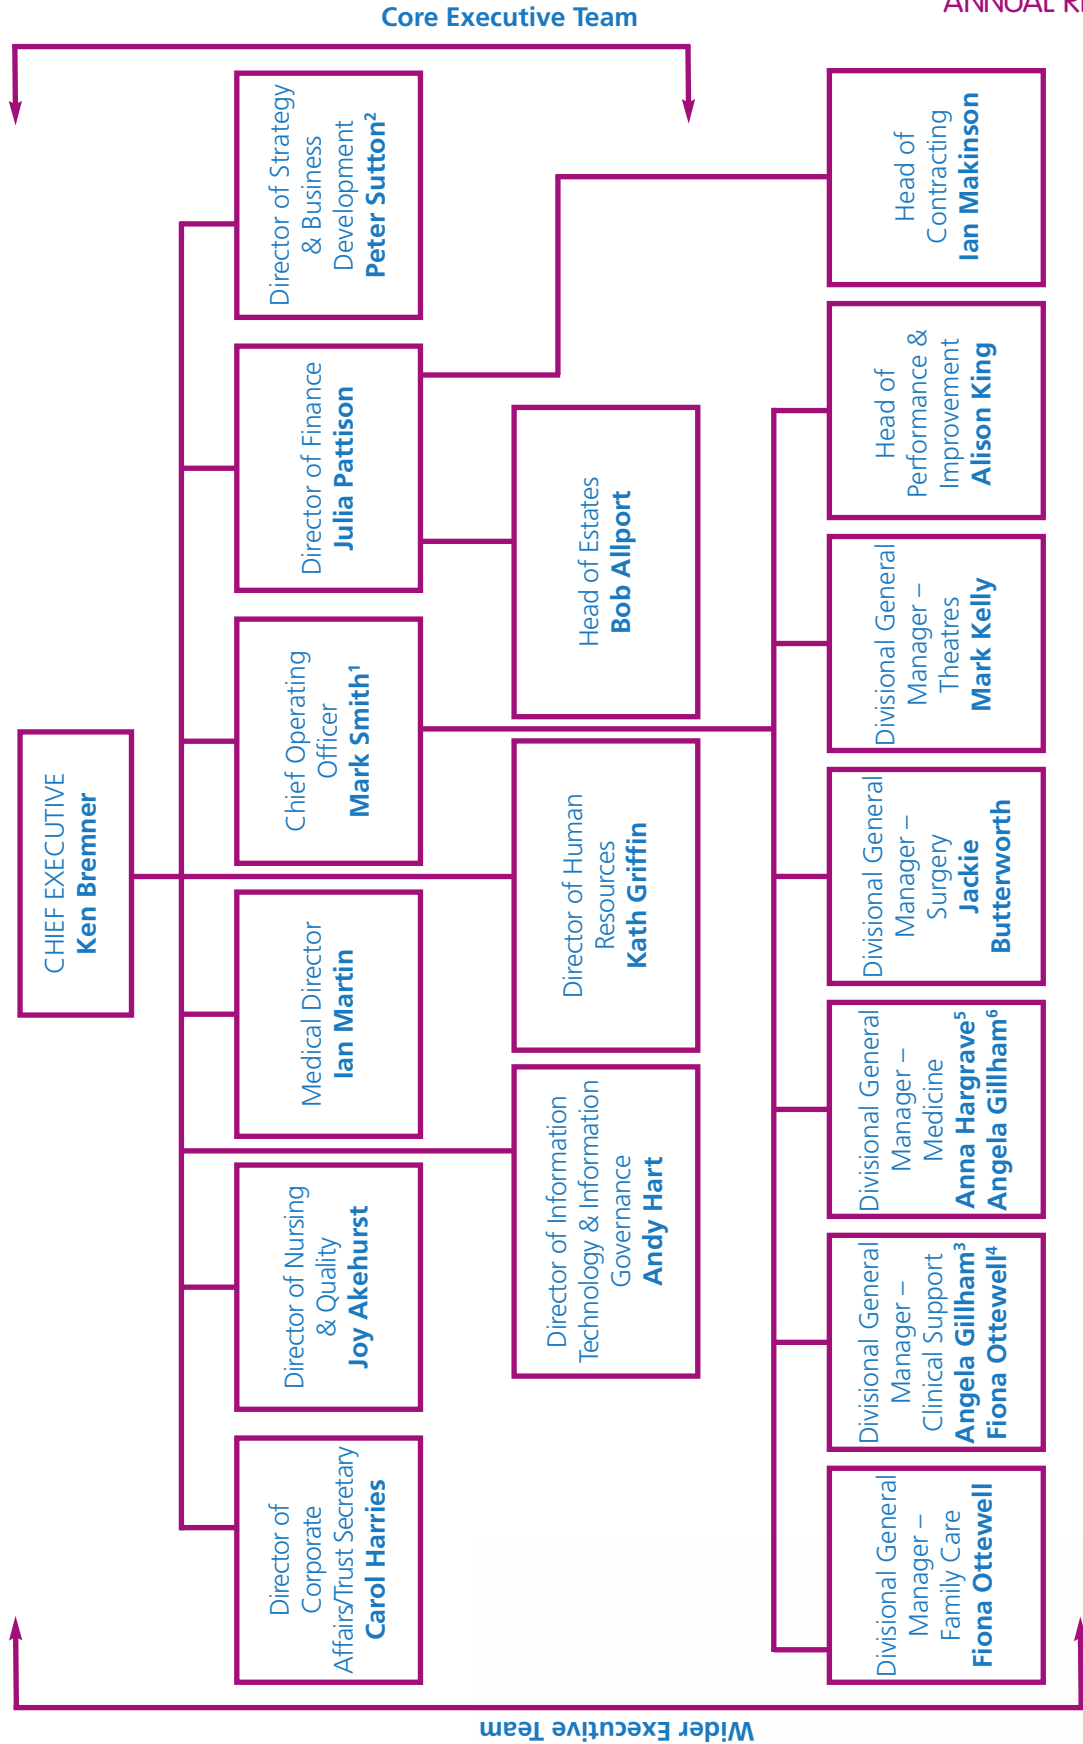 ANNUAL RE
Core Executive Team
Wider Executive Team
CHIEF EXECUTIVE
Ken Bremner
Director of
Corporate
Affairs/Trust Secretary
Carol Harries
Director of Nursing
& Quality
Joy Akehurst
Medical Director
Ian Martin
Chief Operating
Officer
Mark Smith¹
Director of Finance
Julia Pattison
Director of Strategy
& Business
Development
Peter Sutton²
Director of Information
Technology & Information
Governance
Andy Hart
Director of Human
Resources
Kath Griffin
Head of Estates
Bob Allport
Divisional General
Manager –
Family Care
Fiona Ottewell
Divisional General
Manager –
Clinical Support
Angela Gillham³
Fiona Ottewell⁴
Divisional General
Manager –
Medicine
Anna Hargrave⁵
Angela Gillham⁶
Divisional General
Manager –
Surgery
Jackie
Butterworth
Divisional General
Manager –
Theatres
Mark Kelly
Head of
Performance &
Improvement
Alison King
Head of
Contracting
Ian Makinson